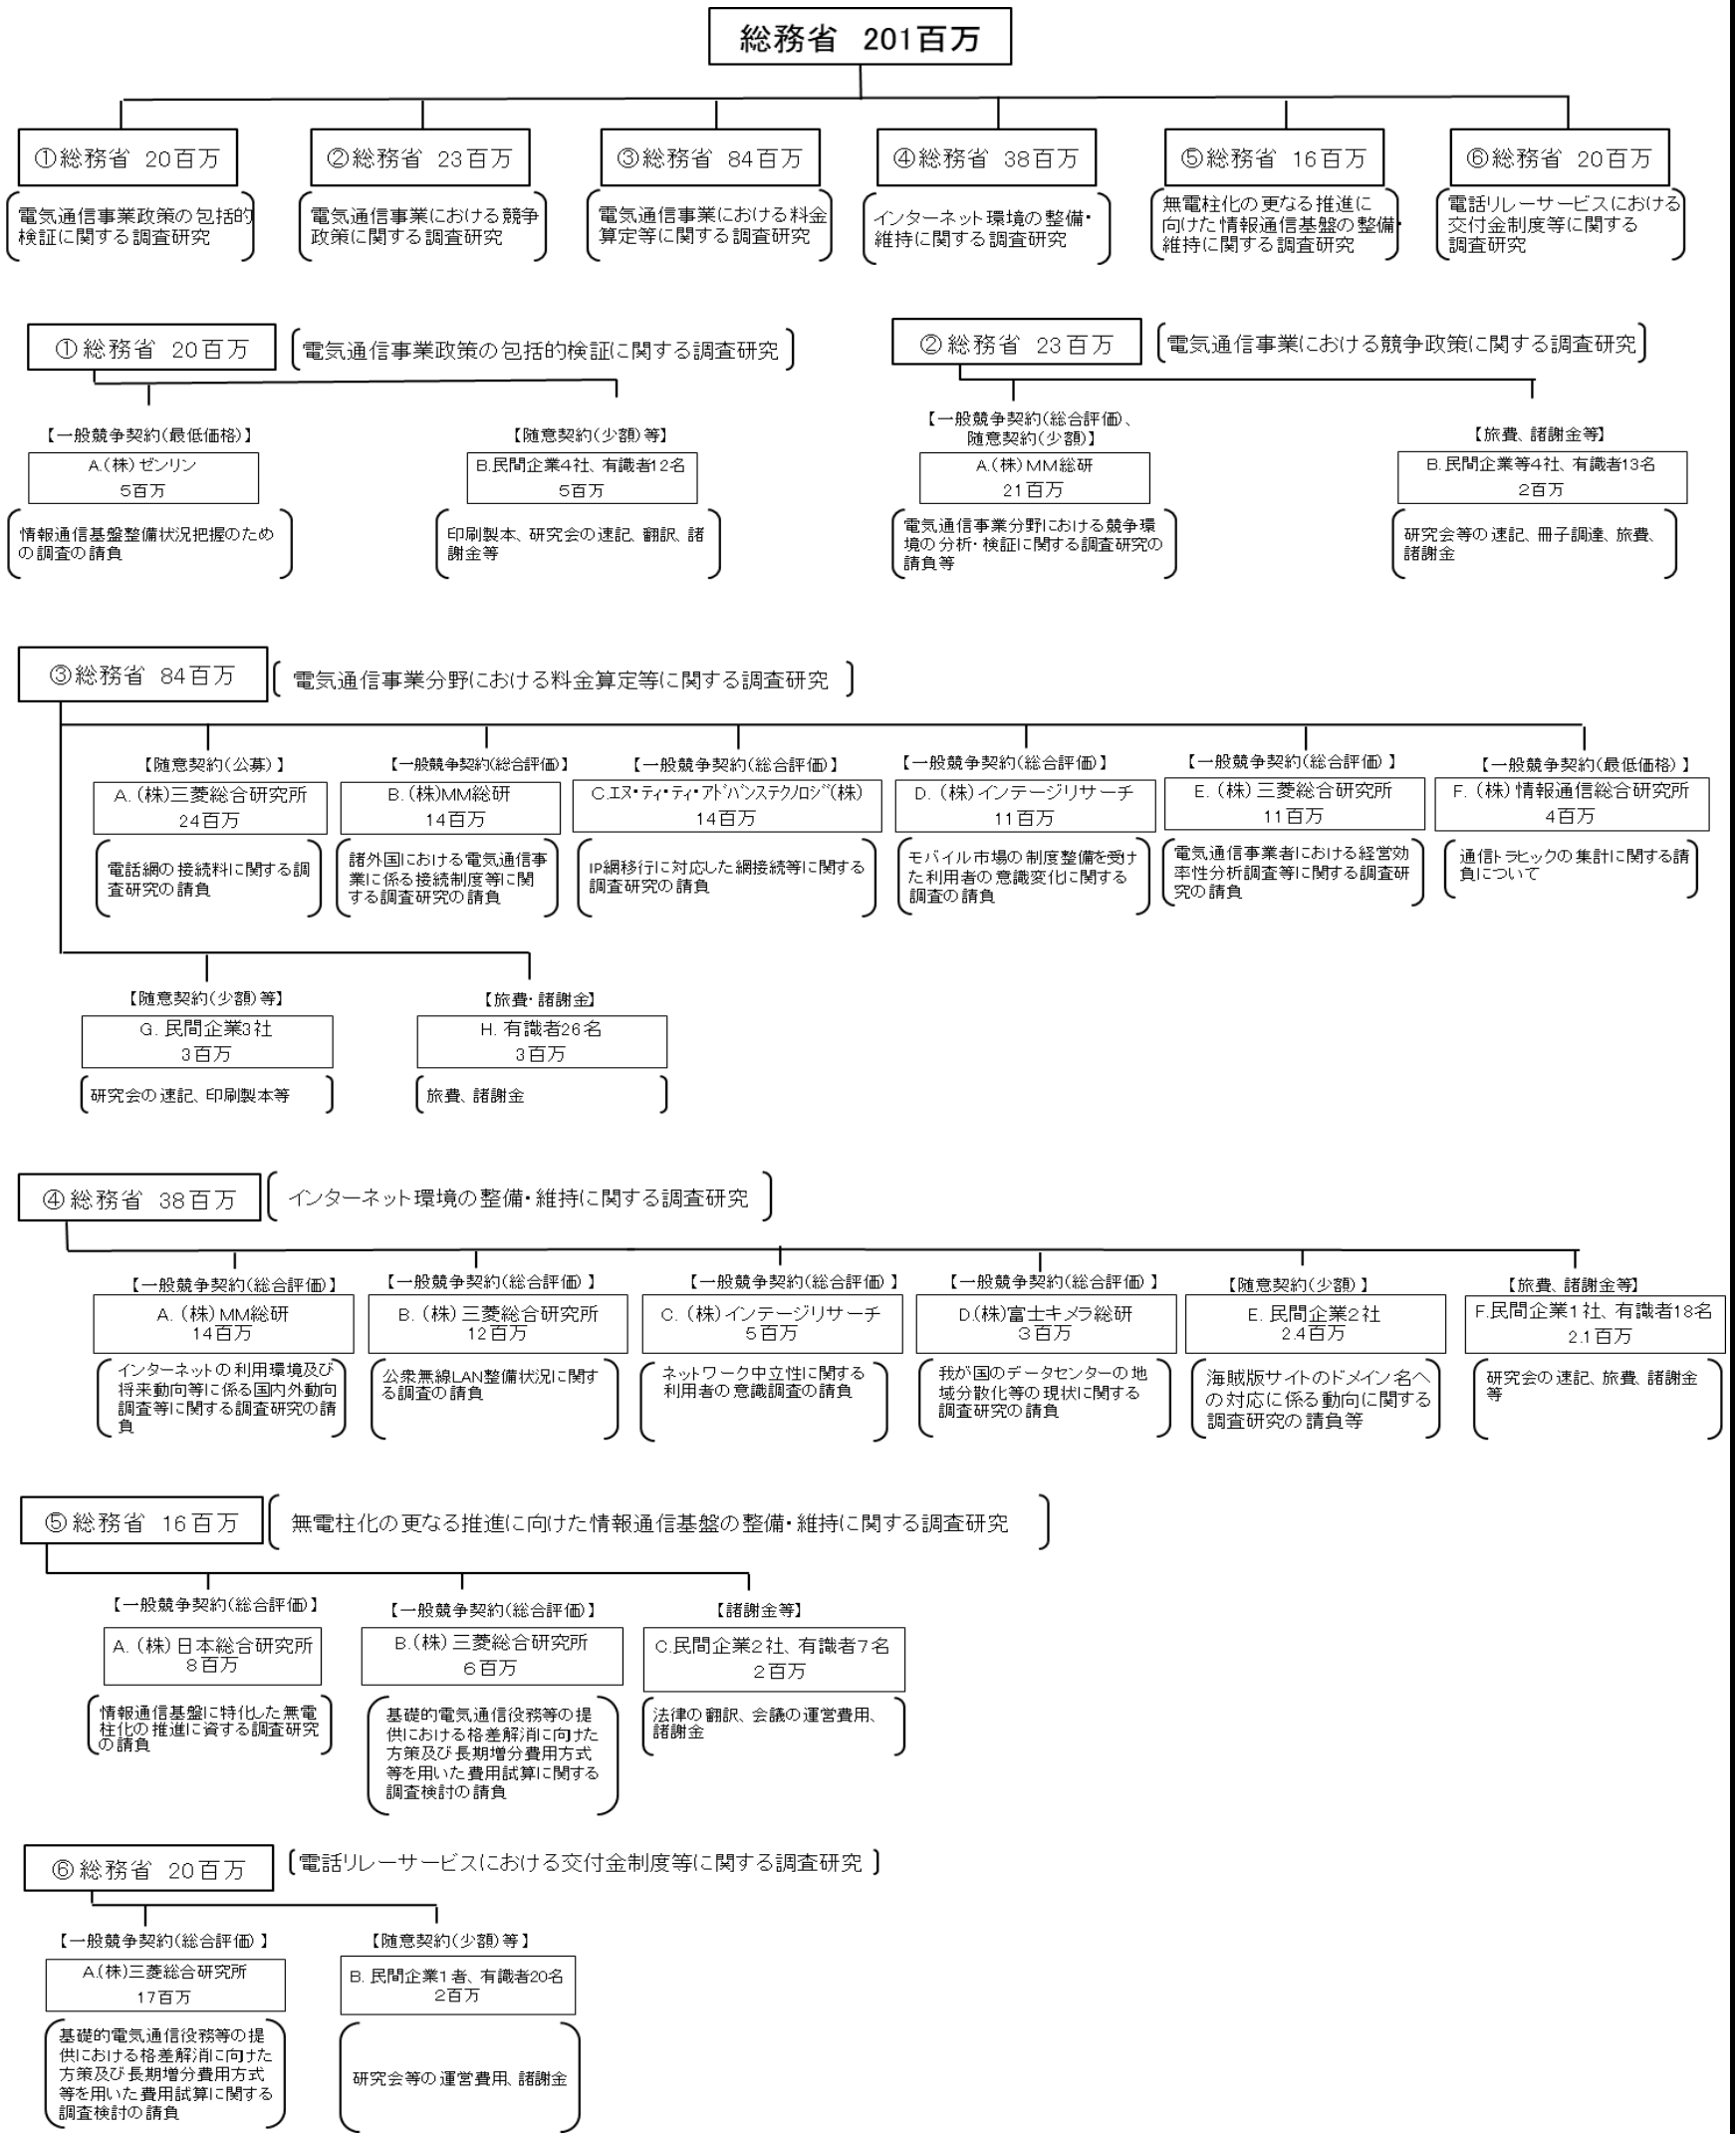 総務省 201百万
①総務省 20百万
②総務省 23百万
③総務省 84百万
④総務省 38百万
⑤総務省 16百万
⑥総務省 20百万
電気通信事業政策の包括的
検証に関する調査研究
電気通信事業における競争
政策に関する調査研究
電気通信事業における料金
算定等に関する調査研究
インターネット環境の整備・
維持に関する調査研究
無電柱化の更なる推進に
向けた情報通信基盤の整備・
維持に関する調査研究
電話リレーサービスにおける
交付金制度等に関する
調査研究
①総務省 20百万
電気通信事業政策の包括的検証に関する調査研究
【一般競争契約(最低価格)】
A.(株)ゼンリン
5百万
情報通信基盤整備状況把握のため
の調査の請負
【随意契約(少額)等】
B.民間企業4社、有識者12名
5百万
印刷製本、研究会の速記、翻訳、諸
謝金等
②総務省 23百万
電気通信事業における競争政策に関する調査研究
【一般競争契約(総合評価)、
随意契約(少額)】
A.(株)MM総研
21百万
電気通信事業分野における競争環
境の分析・検証に関する調査研究の
請負等
【旅費、諸謝金等】
B.民間企業等4社、有識者13名
2百万
研究会等の速記、冊子調達、旅費、
諸謝金
③総務省 84百万
電気通信事業分野における料金算定等に関する調査研究
【随意契約(公募)】
A.(株)三菱総合研究所
24百万
電話網の接続料に関する調
査研究の請負
【一般競争契約(総合評価)】
B.(株)MM総研
14百万
諸外国における電気通信事
業に係る接続制度等に関
する調査研究の請負
【一般競争契約(総合評価)】
C.エヌ・ティ・ティ・アドバンステクノロジ(株)
14百万
IP網移行に対応した網接続等に関する
調査研究の請負
【一般競争契約(総合評価)】
D.(株)インテージリサーチ
11百万
モバイル市場の制度整備を受け
た利用者の意識変化に関する
調査の請負
【一般競争契約(総合評価)】
E.(株)三菱総合研究所
11百万
電気通信事業者における経営効
率性分析調査等に関する調査研
究の請負
【一般競争契約(最低価格)】
F.(株)情報通信総合研究所
4百万
通信トラヒックの集計に関する請
負について
【随意契約(少額)等】
G.民間企業3社
3百万
研究会の速記、印刷製本等
【旅費・諸謝金】
H.有識者26名
3百万
旅費、諸謝金
④総務省 38百万
インターネット環境の整備・維持に関する調査研究
【一般競争契約(総合評価)】
A.(株)MM総研
14百万
インターネットの利用環境及び
将来動向等に係る国内外動向
調査等に関する調査研究の請
負
【一般競争契約(総合評価)】
B.(株)三菱総合研究所
12百万
公衆無線LAN整備状況に関す
る調査の請負
【一般競争契約(総合評価)】
C.(株)インテージリサーチ
5百万
ネットワーク中立性に関する
利用者の意識調査の請負
【一般競争契約(総合評価)】
D.(株)富士キメラ総研
3百万
我が国のデータセンターの地
域分散化等の現状に関する
調査研究の請負
【随意契約(少額)】
E.民間企業2社
2.4百万
海賊版サイトのドメイン名へ
の対応に係る動向に関する
調査研究の請負等
【旅費、諸謝金等】
F.民間企業1社、有識者18名
2.1百万
研究会の速記、旅費、諸謝金
等
⑤総務省 16百万
無電柱化の更なる推進に向けた情報通信基盤の整備・維持に関する調査研究
【一般競争契約(総合評価)】
A.(株)日本総合研究所
8百万
情報通信基盤に特化した無電
柱化の推進に資する調査研究
の請負
【一般競争契約(総合評価)】
B.(株)三菱総合研究所
6百万
基礎的電気通信役務等の提
供における格差解消に向けた
方策及び長期増分費用方式
等を用いた費用試算に関する
調査検討の請負
【諸謝金等】
C.民間企業2社、有識者7名
2百万
法律の翻訳、会議の運営費用、
諸謝金
⑥総務省 20百万
電話リレーサービスにおける交付金制度等に関する調査研究
【一般競争契約(総合評価)】
A.(株)三菱総合研究所
17百万
基礎的電気通信役務等の提
供における格差解消に向けた
方策及び長期増分費用方式
等を用いた費用試算に関する
調査検討の請負
【随意契約(少額)等】
B.民間企業1者、有識者20名
2百万
研究会等の運営費用、諸謝金